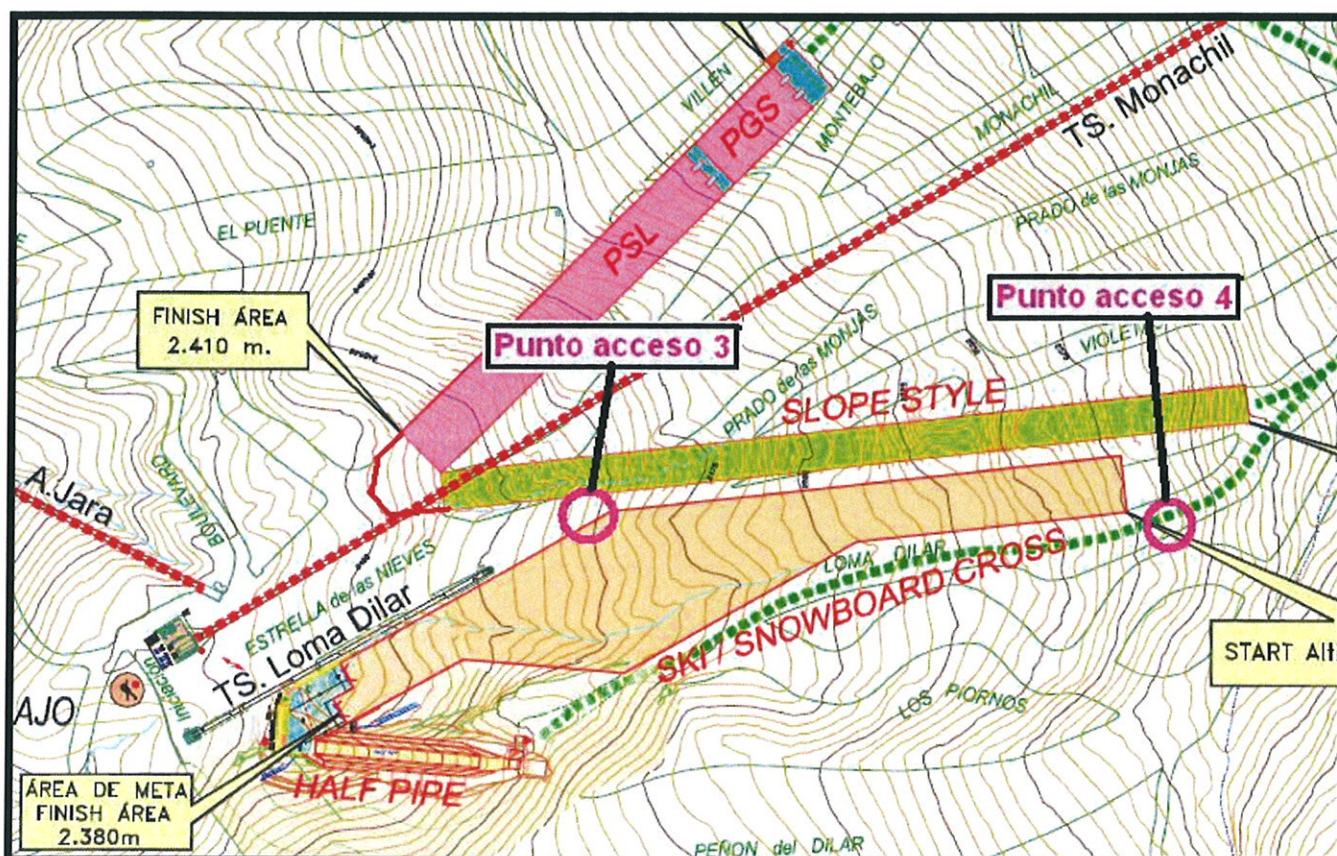 VILLEN
MONTEBAJO
MONACHIL
TS. Monachil
PGS
PSL
EL PUENTE
PRADO de las MONJAS
FINISH ÁREA
2.410 m.
Punto acceso 3
Punto acceso 4
PRADO de las MONJAS
SLOPE STYLE
A.Jara
BOULEVARD
ESTRELLA de las NIEVES
TS. Loma Dilar
LOMA DILAR
SKI / SNOWBOARD CROSS
START
Iniciación
AJO
LOS PIORNOS
HALF PIPE
ÁREA DE META
FINISH ÁREA
2.380m
PEÑON del DILAR